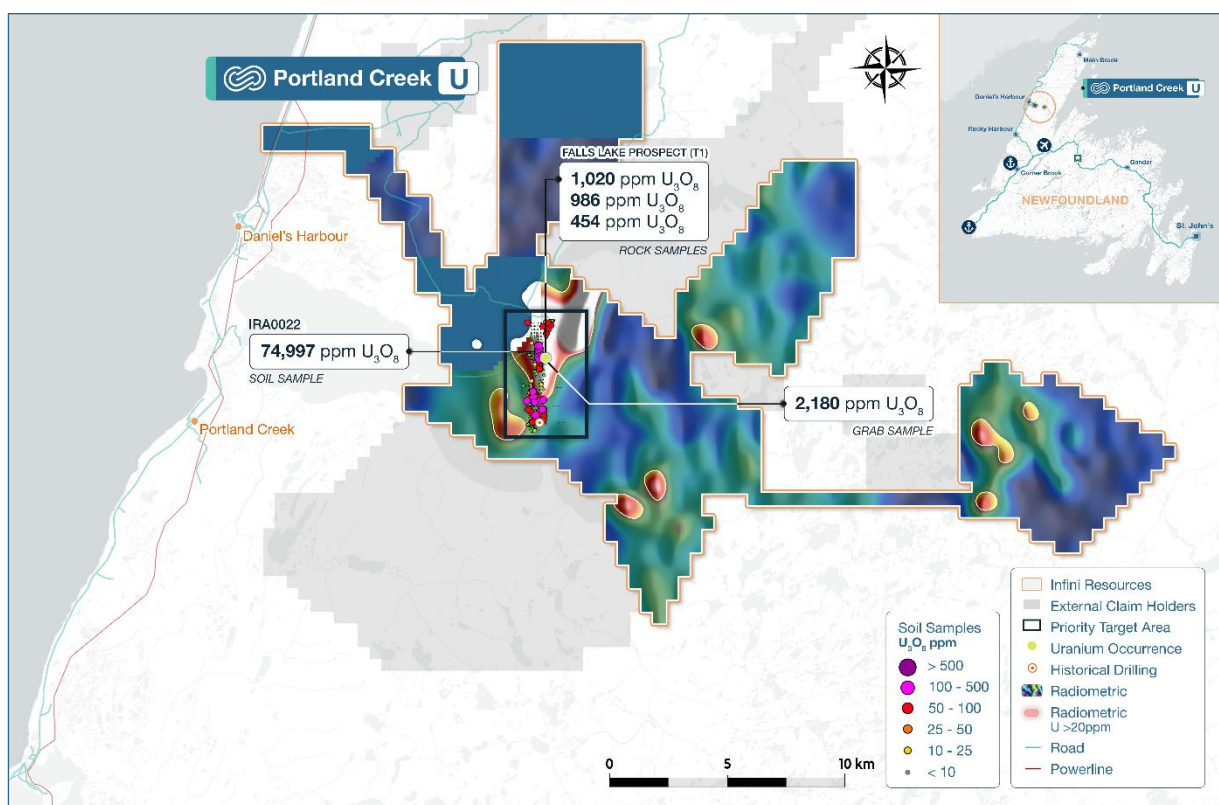 Portland Creek U
FALLS LAKE PROSPECT (T1)
1,020 ppm U₃O₈
986 ppm U₃O₈
454 ppm U₃O₈
ROCK SAMPLES
Daniel's Harbour
IRA0022
74,997 ppm U₃O₈
SOIL SAMPLE
2,180 ppm U₃O₈
GRAB SAMPLE
Portland Creek
Main Brook
Portland Creek U
Daniel's Harbour
Rocky Harbour
Corner Brook
Gander
NEWFOUNDLAND
St. John's
Soil Samples
U₃O₈ ppm
> 500
100 - 500
50 - 100
25 - 50
10 - 25
< 10
Infini Resources
External Claim Holders
Priority Target Area
Uranium Occurrence
Historical Drilling
Radiometric
Radiometric
U >20ppm
Road
Powerline
0 5 10 km